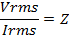 Vrms/Irms = Z